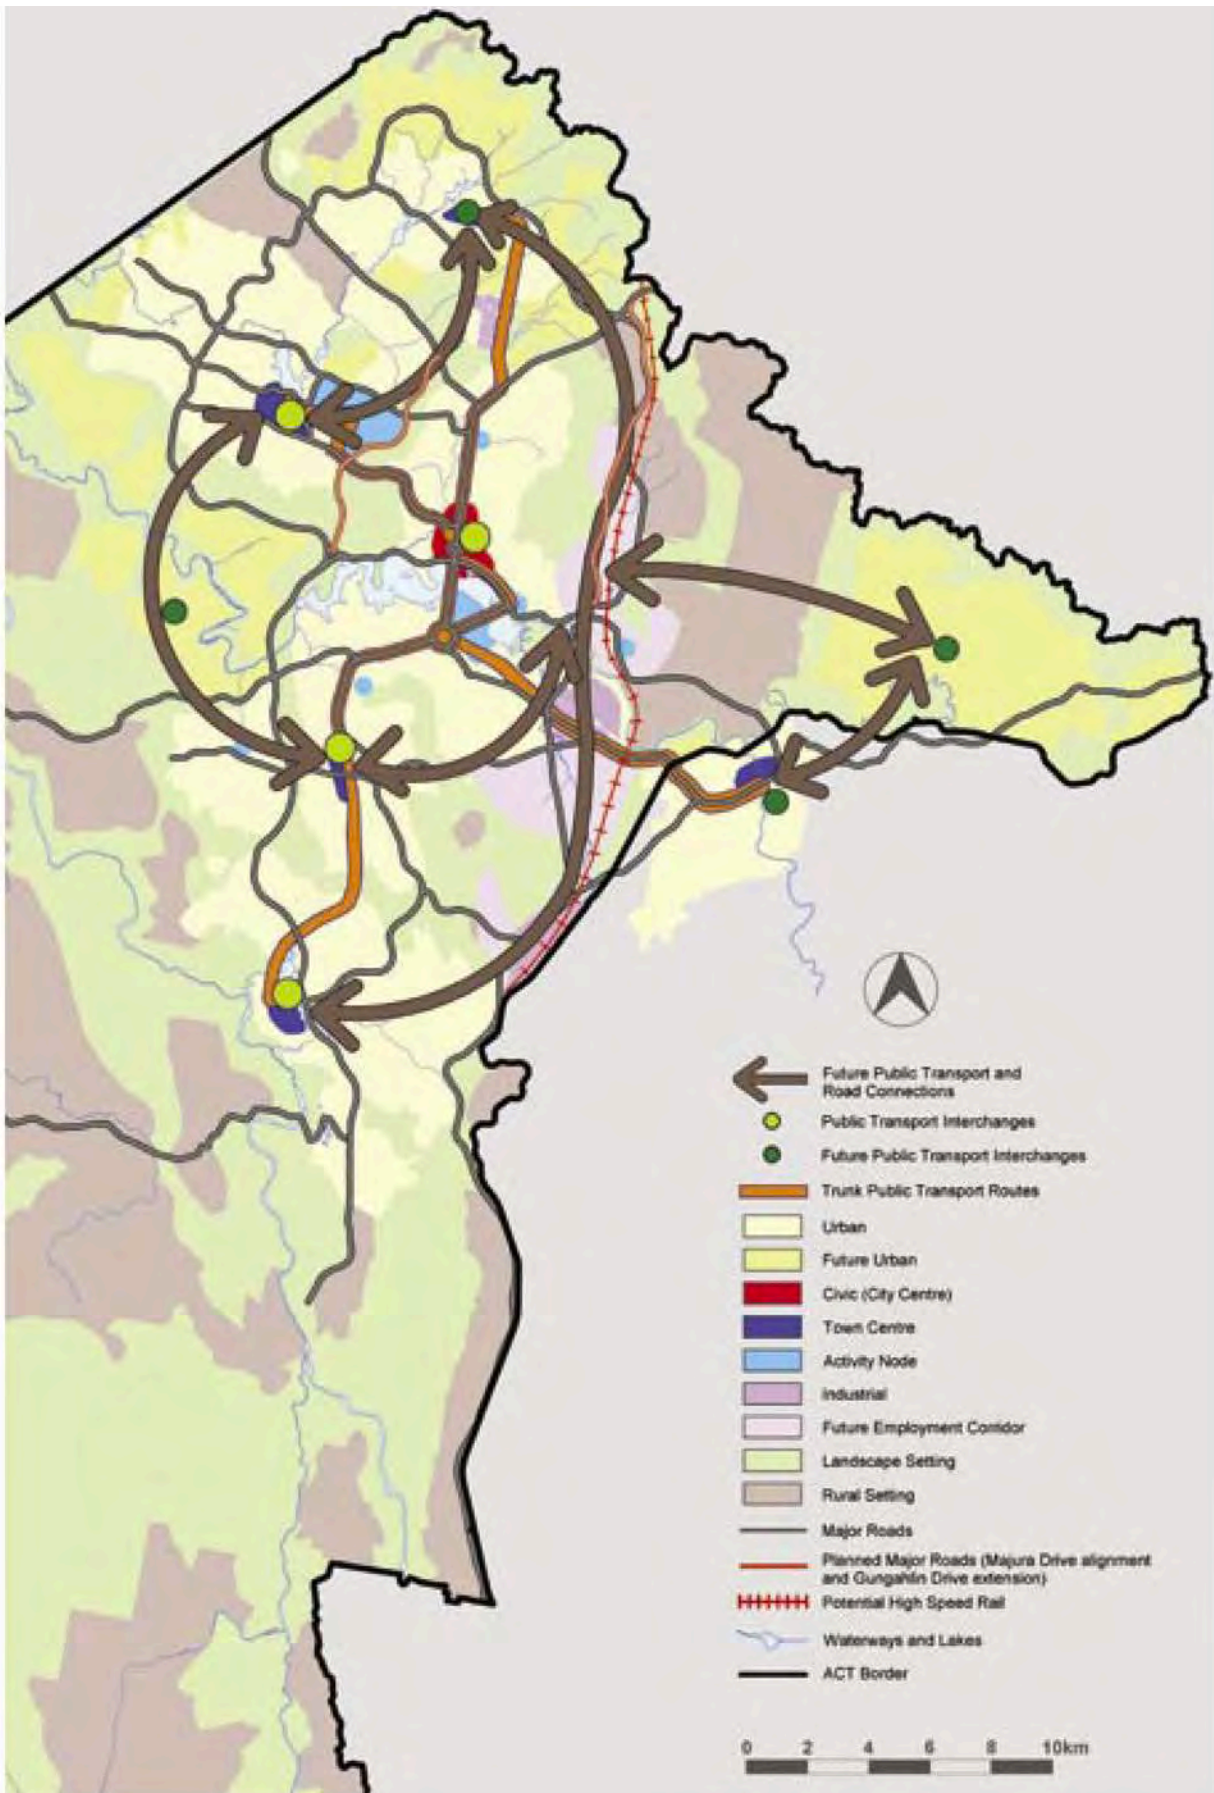 Future Public Transport and
Road Connections
Public Transport Interchanges
Future Public Transport Interchanges
Trunk Public Transport Routes
Urban
Future Urban
Civic (City Centre)
Town Centre
Activity Node
Industrial
Future Employment Corridor
Landscape Setting
Rural Setting
Major Roads
Planned Major Roads (Majura Drive alignment
and Gungahlin Drive extension)
Potential High Speed Rail
Waterways and Lakes
ACT Border
0 2 4 6 8 10km